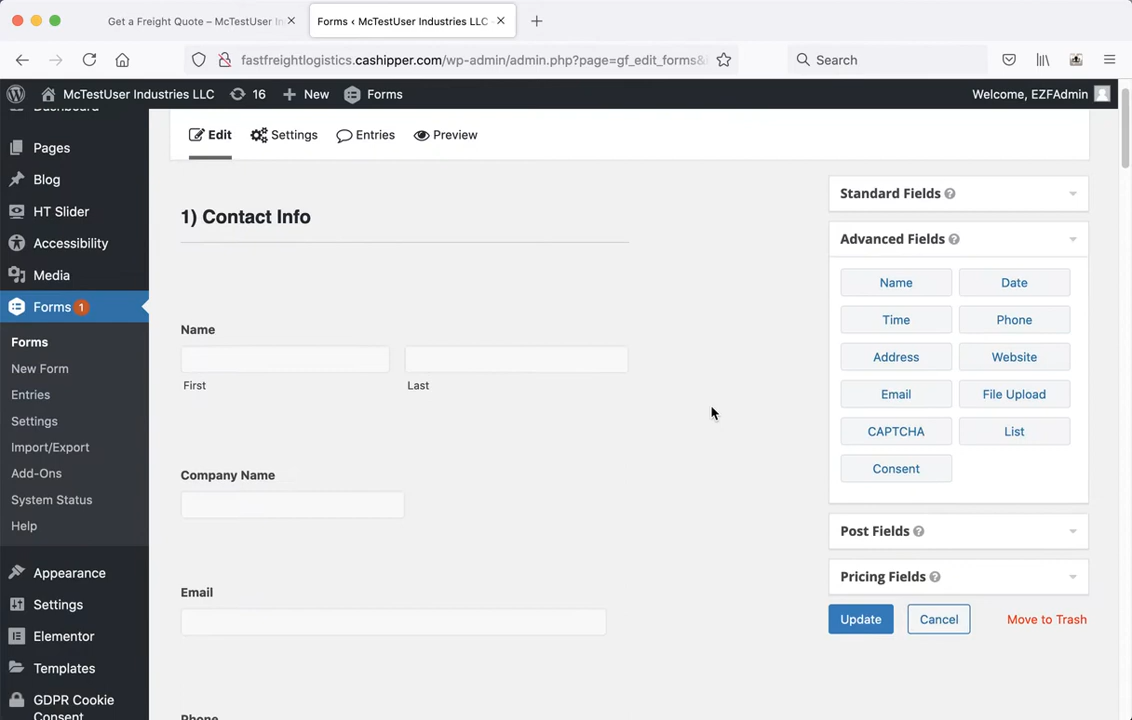 Get a Freight Quote – McTestUser In
Forms ‹ McTestUser Industries LLC
fastfreightlogistics.cashipper.com/wp-admin/admin.php?page=gf_edit_forms&
Search
McTestUser Industries LLC
16
New
Forms
Welcome, EZFAdmin
Dashboard
Pages
Blog
HT Slider
Accessibility
Media
Forms 1
Forms
New Form
Entries
Settings
Import/Export
Add-Ons
System Status
Help
Appearance
Settings
Elementor
Templates
GDPR Cookie
Consent
Edit
Settings
Entries
Preview
1) Contact Info
Name
First
Last
Company Name
Email
Phone
Standard Fields ?
Advanced Fields ?
Name
Date
Time
Phone
Address
Website
Email
File Upload
CAPTCHA
List
Consent
Post Fields ?
Pricing Fields ?
Update
Cancel
Move to Trash